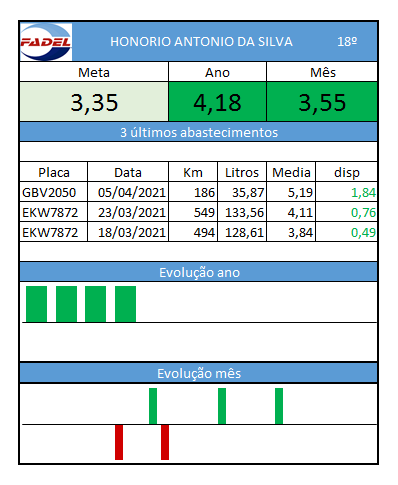 FADEL HONORIO ANTONIO DA SILVA 18º
Meta Ano Mês
3,35 4,18 3,55
3 últimos abastecimentos
Placa Data Km Litros Media disp
GBV2050 05/04/2021 186 35,87 5,19 1,84
EKW7872 23/03/2021 549 133,56 4,11 0,76
EKW7872 18/03/2021 494 128,61 3,84 0,49
Evolução ano
Evolução mês